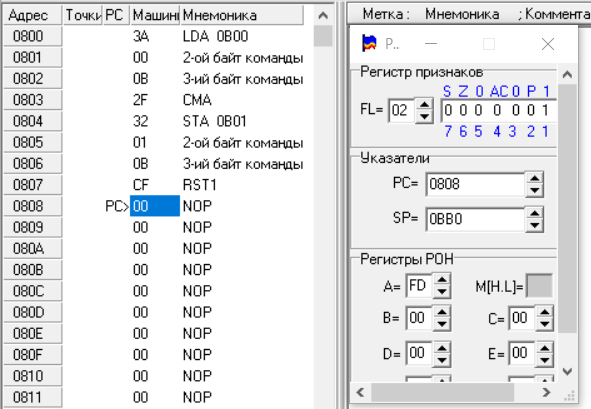 Адрес Точки PC Машинн Мнемоника
0800 3A LDA 0B00
0801 00 2-ой байт команды
0802 0B 3-ий байт команды
0803 2F CMA
0804 32 STA 0B01
0805 01 2-ой байт команды
0806 0B 3-ий байт команды
0807 CF RST1
0808 PC> 00 NOP
0809 00 NOP
080A 00 NOP
080B 00 NOP
080C 00 NOP
080D 00 NOP
080E 00 NOP
080F 00 NOP
0810 00 NOP
0811 00 NOP
Метка : Мнемоника ; Коммента
Р..
Регистр признаков
S Z 0 AC 0 P 1
FL= 02 0 0 0 0 0 0 1
7 6 5 4 3 2 1
Указатели
PC= 0808
SP= 0BB0
Регистры РОН
A= FD M[H.L]=
B= 00 C= 00
D= 00 E= 00